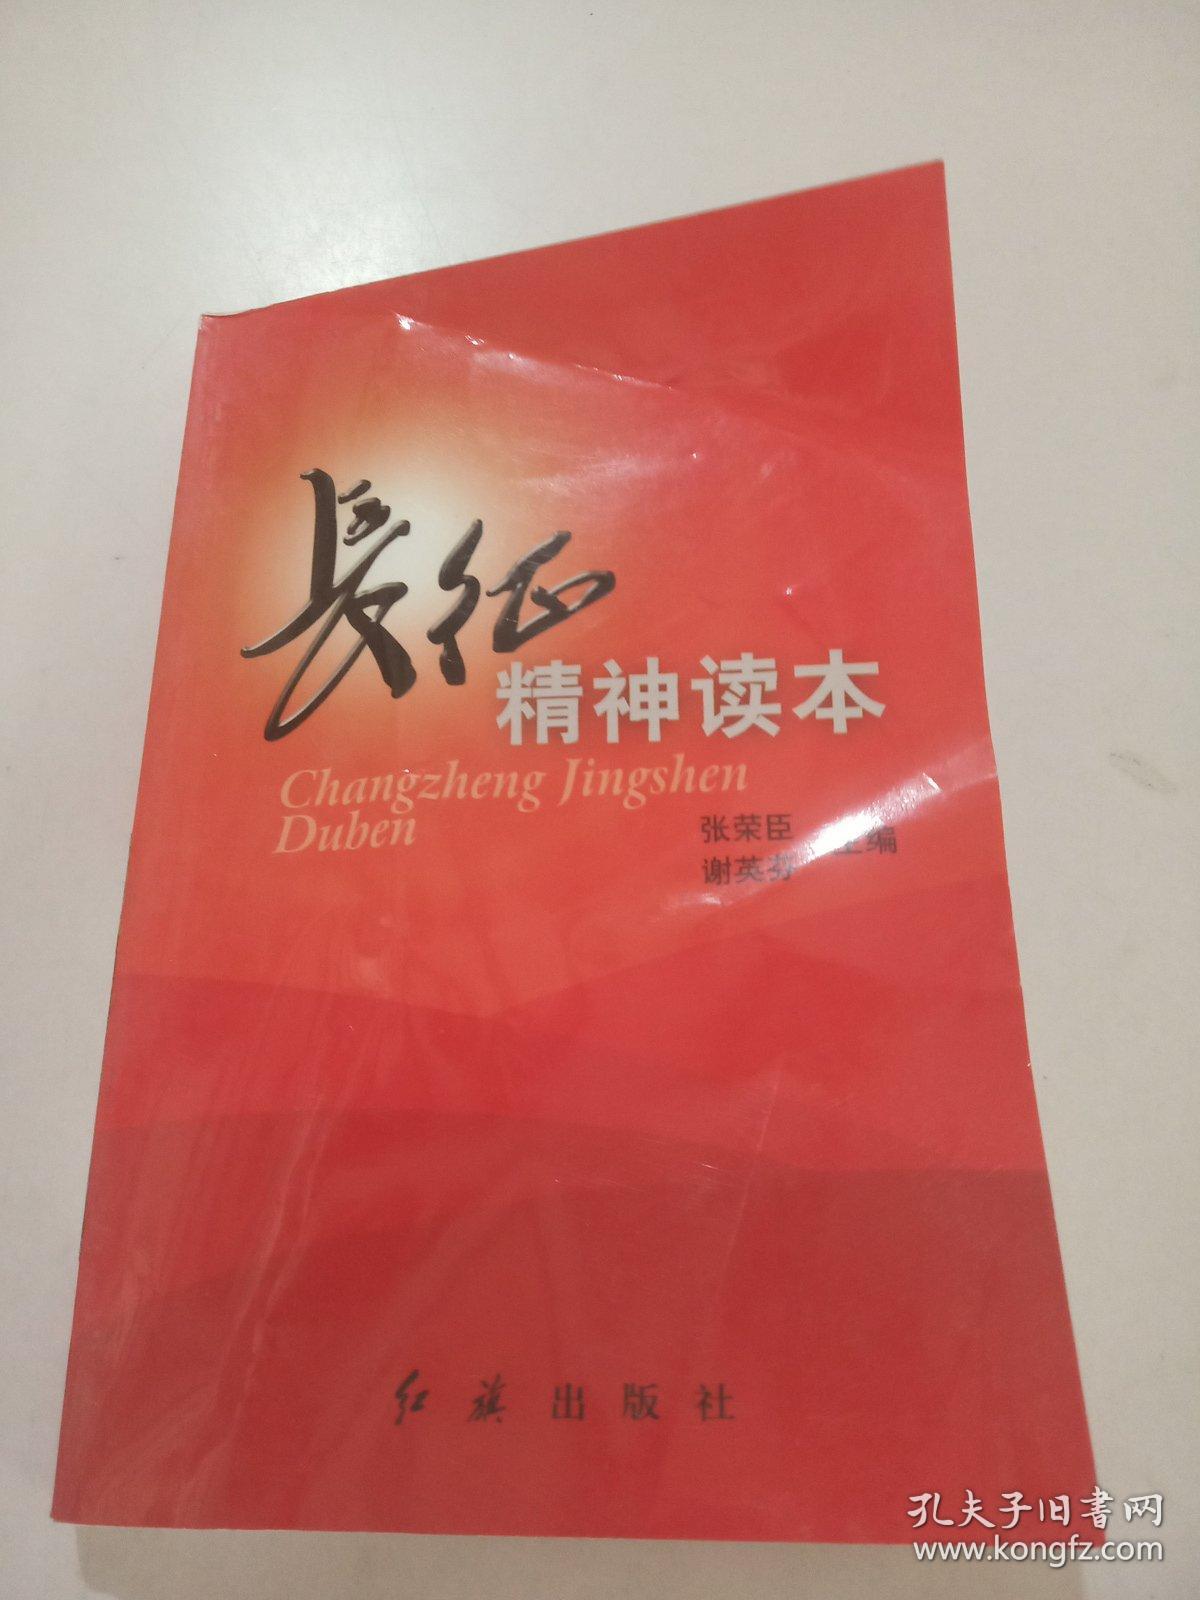 長征
精神读本
Changzheng Jingshen
Duben
张荣臣
谢英芬
主编
红旗出版社
孔夫子旧书网
www.kongfz.com